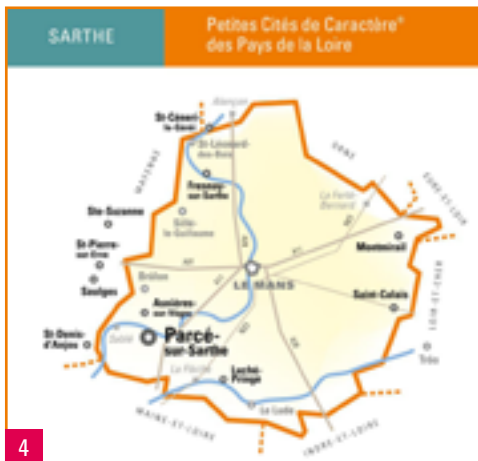 SARTHE
Petites Cités de Caractère®
des Pays de la Loire
Alençon
St-Céneri-
le-Gérei
St-Léonard-
des-Bois
ORNE
MAYENNE
Fresnay-
sur-Sarthe
La Ferté-
Bernard
EURE-ET-LOIR
Ste-Suzanne
Sillé-
le-Guillaume
St-Pierre-
sur-Erve
Montmirail
Saulges
Brûlon
LE MANS
Asnières-
sur-Vègre
Saint-Calais
LOIR-ET-CHER
St-Denis-
d'Anjou
Sablé
Parcé-
sur-Sarthe
Tróo
La Flèche
Luché-
Pringé
Le Lude
MAINE-ET-LOIRE
INDRE-ET-LOIRE
4